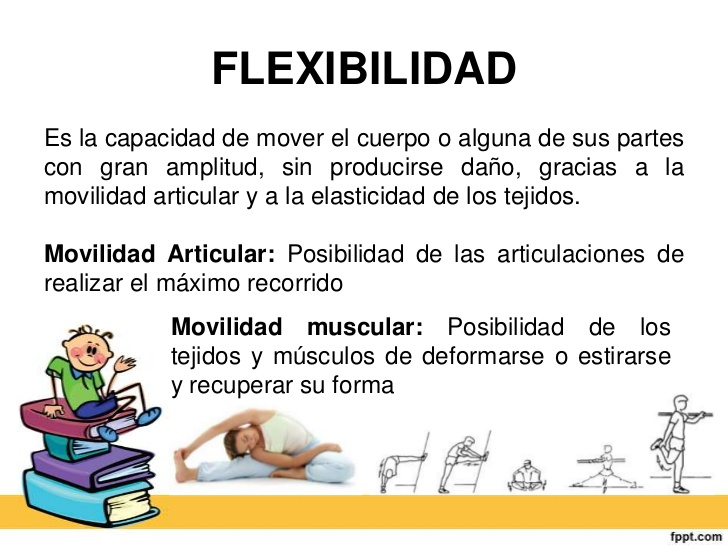 FLEXIBILIDAD
Es la capacidad de mover el cuerpo o alguna de sus partes
con gran amplitud, sin producirse daño, gracias a la
movilidad articular y a la elasticidad de los tejidos.
Movilidad Articular: Posibilidad de las articulaciones de
realizar el máximo recorrido
Movilidad muscular: Posibilidad de los
tejidos y músculos de deformarse o estirarse
y recuperar su forma
fppt.com